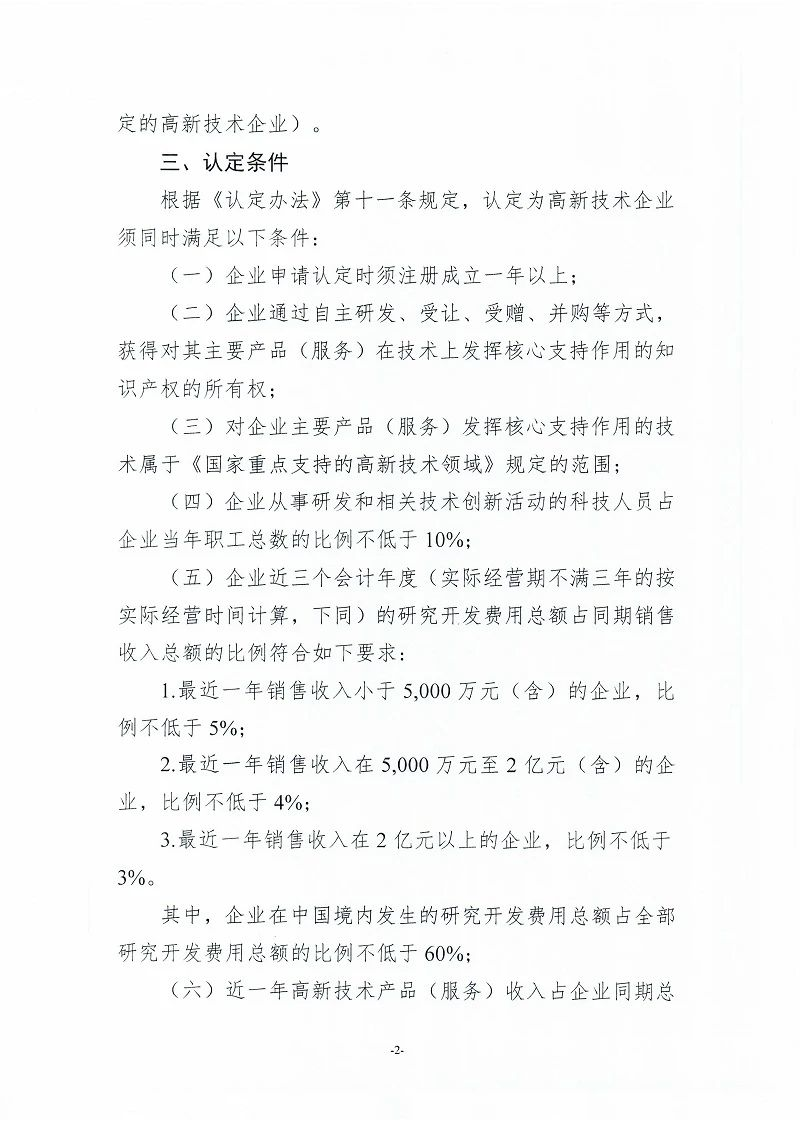 定的高新技术企业）。
三、认定条件
根据《认定办法》第十一条规定，认定为高新技术企业
须同时满足以下条件：
（一）企业申请认定时须注册成立一年以上；
（二）企业通过自主研发、受让、受赠、并购等方式，
获得对其主要产品（服务）在技术上发挥核心支持作用的知
识产权的所有权；
（三）对企业主要产品（服务）发挥核心支持作用的技
术属于《国家重点支持的高新技术领域》规定的范围；
（四）企业从事研发和相关技术创新活动的科技人员占
企业当年职工总数的比例不低于 10%；
（五）企业近三个会计年度（实际经营期不满三年的按
实际经营时间计算，下同）的研究开发费用总额占同期销售
收入总额的比例符合如下要求：
1.最近一年销售收入小于 5,000 万元（含）的企业，比
例不低于 5%；
2.最近一年销售收入在 5,000 万元至 2 亿元（含）的企
业，比例不低于 4%；
3.最近一年销售收入在 2 亿元以上的企业，比例不低于
3%。
其中，企业在中国境内发生的研究开发费用总额占全部
研究开发费用总额的比例不低于 60%；
（六）近一年高新技术产品（服务）收入占企业同期总
-2-